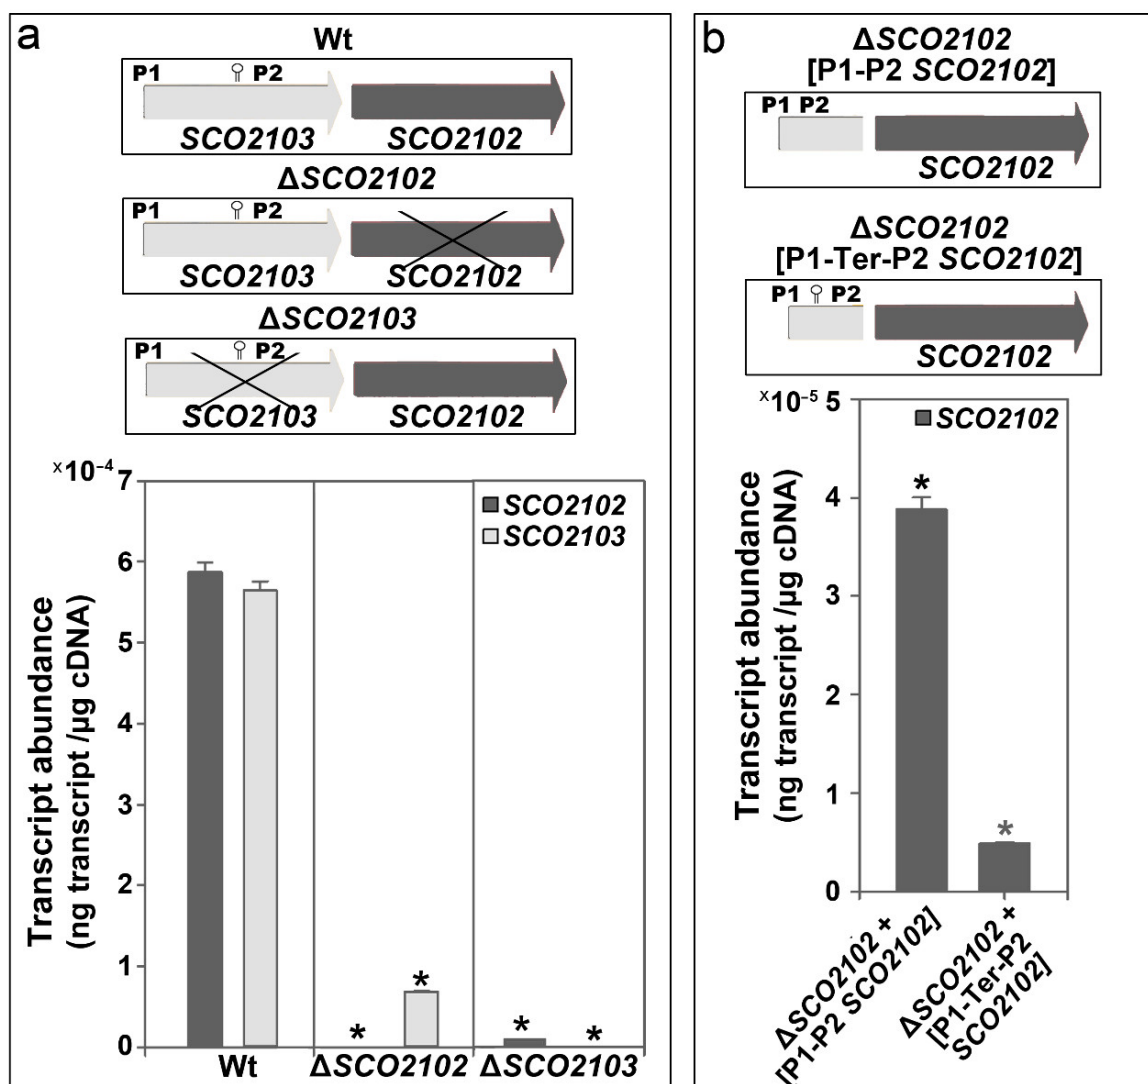 a
Wt
P1 P2
SCO2103 SCO2102
ΔSCO2102
P1 P2
SCO2103 SCO2102
ΔSCO2103
P1 P2
SCO2103 SCO2102
x10-4
7
6
5
4
3
2
1
0
Transcript abundance
(ng transcript /µg cDNA)
SCO2102
SCO2103
*
*
*
*
Wt ΔSCO2102 ΔSCO2103
b
ΔSCO2102
[P1-P2 SCO2102]
P1 P2
SCO2102
ΔSCO2102
[P1-Ter-P2 SCO2102]
P1 P2
SCO2102
x10-5
5
4
3
2
1
0
Transcript abundance
(ng transcript /µg cDNA)
SCO2102
*
*
ΔSCO2102 +
[P1-P2 SCO2102]
ΔSCO2102 +
[P1-Ter-P2
SCO2102]